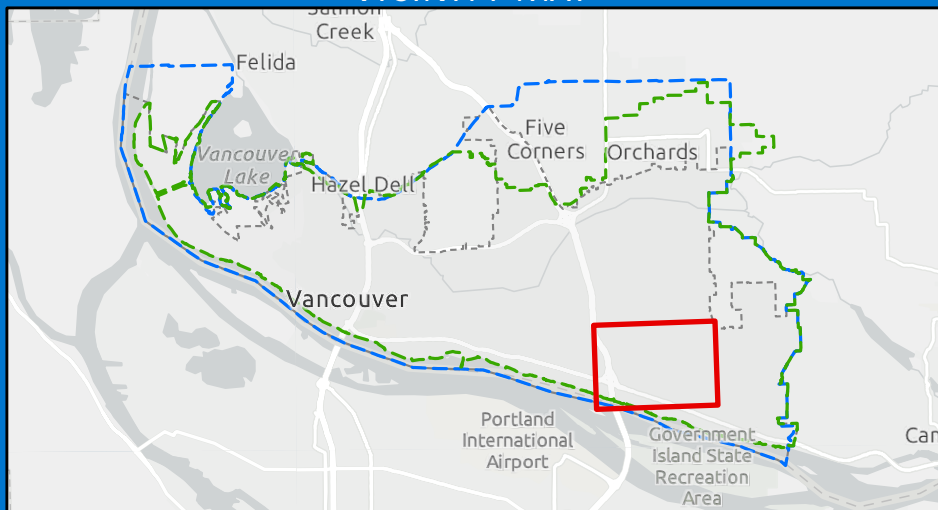 Salmon
Creek
Felida
Five
Corners
Orchards
Vancouver
Lake
Hazel Dell
Vancouver
Portland
International
Airport
Government
Island State
Recreation
Area